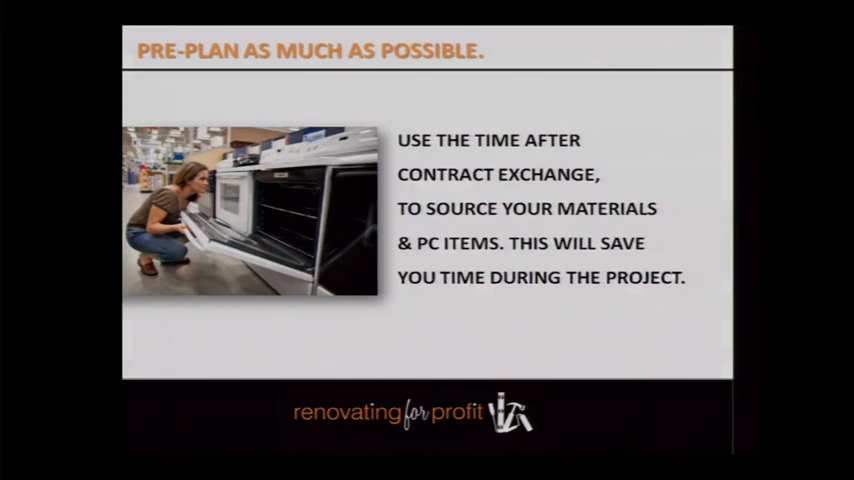 PRE-PLAN AS MUCH AS POSSIBLE.
USE THE TIME AFTER
CONTRACT EXCHANGE,
TO SOURCE YOUR MATERIALS
& PC ITEMS. THIS WILL SAVE
YOU TIME DURING THE PROJECT.
renovating for profit